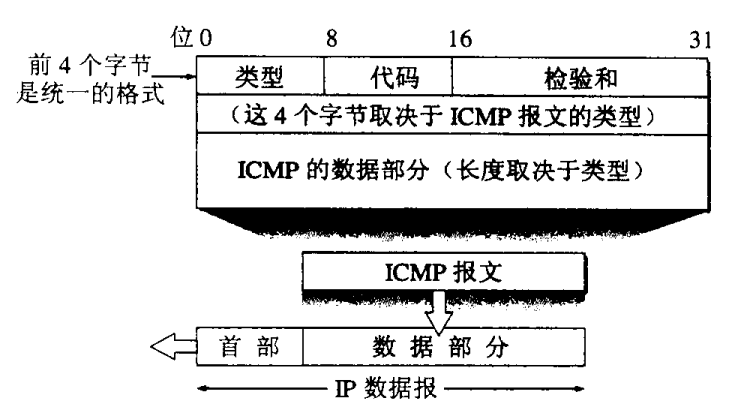 位 0 8 16 31
前 4 个字节
是统一的格式
类型 代码 检验和
（这 4 个字节取决于 ICMP 报文的类型）
ICMP 的数据部分（长度取决于类型）
ICMP 报文
首 部 数 据 部 分
IP 数据报